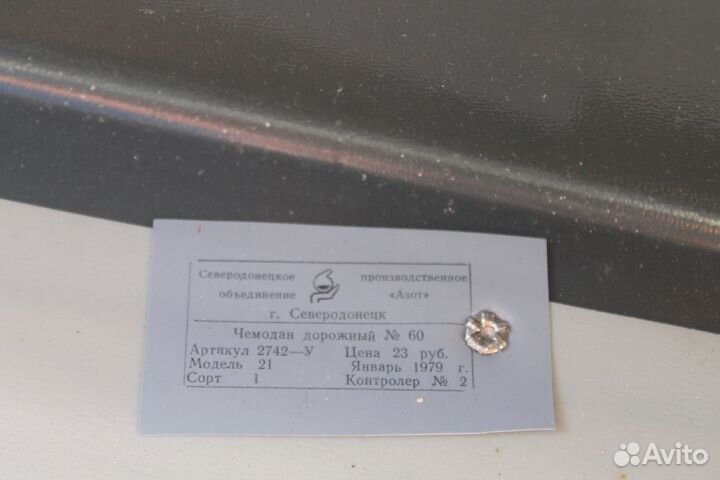 Северодонецкое производственное
объединение «Азот»
г. Северодонецк
Чемодан дорожный № 60
Артикул 2742—У Цена 23 руб.
Модель 21 Январь 1979 г.
Сорт 1 Контролер № 2
Avito